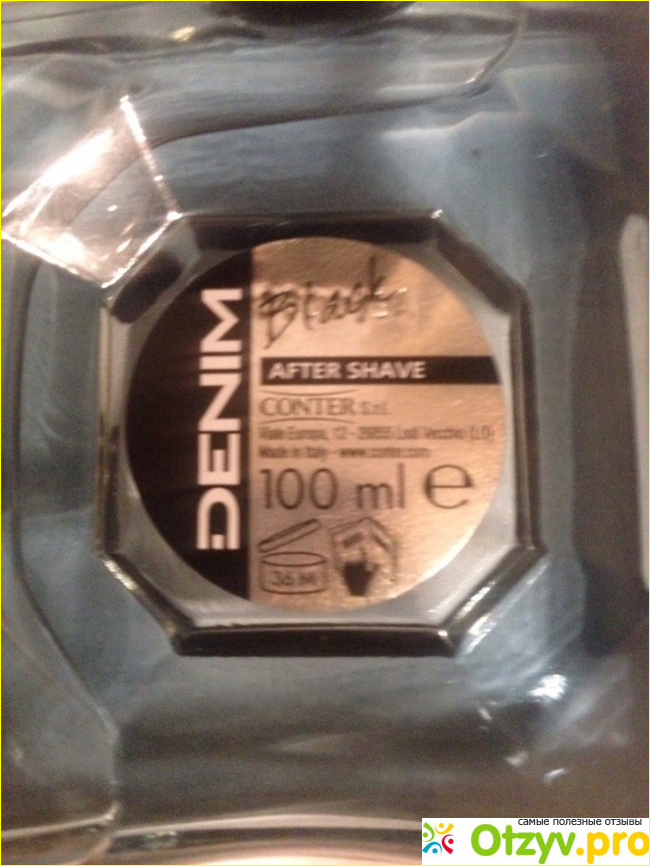 DENIM
Black
AFTER SHAVE
CONTER S.r.l.
Viale Europa, 12 - 26855 Lodi Vecchio (LO)
Made in Italy - www.conter.com
100 ml e
36 M
самые полезные отзывы
Otzyv.pro